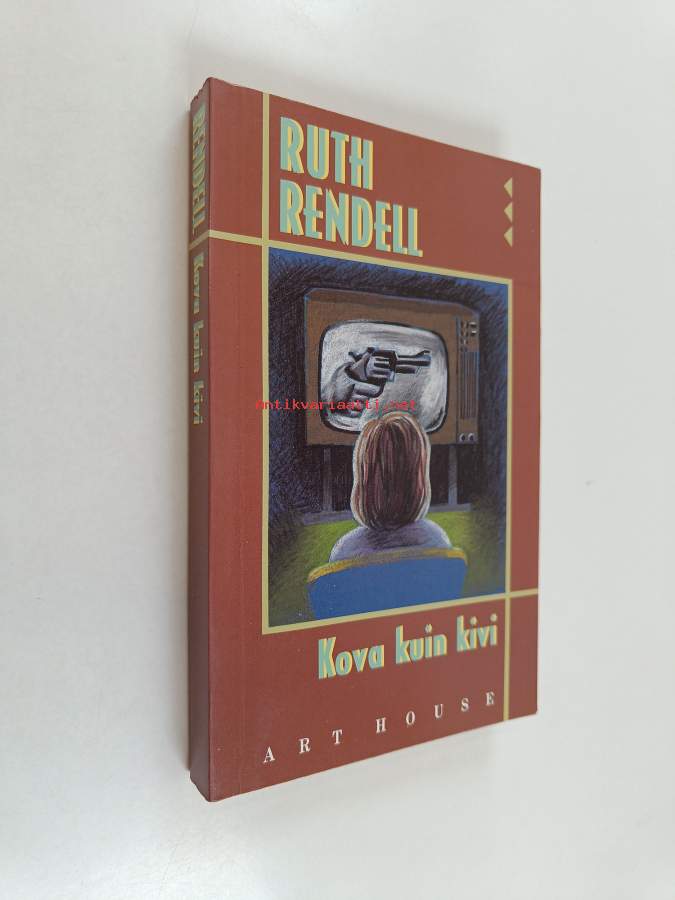 RUTH
RENDELL
Kova kuin kivi
ART HOUSE
RENDELL Kova kuin kivi
antikvariaatti.net